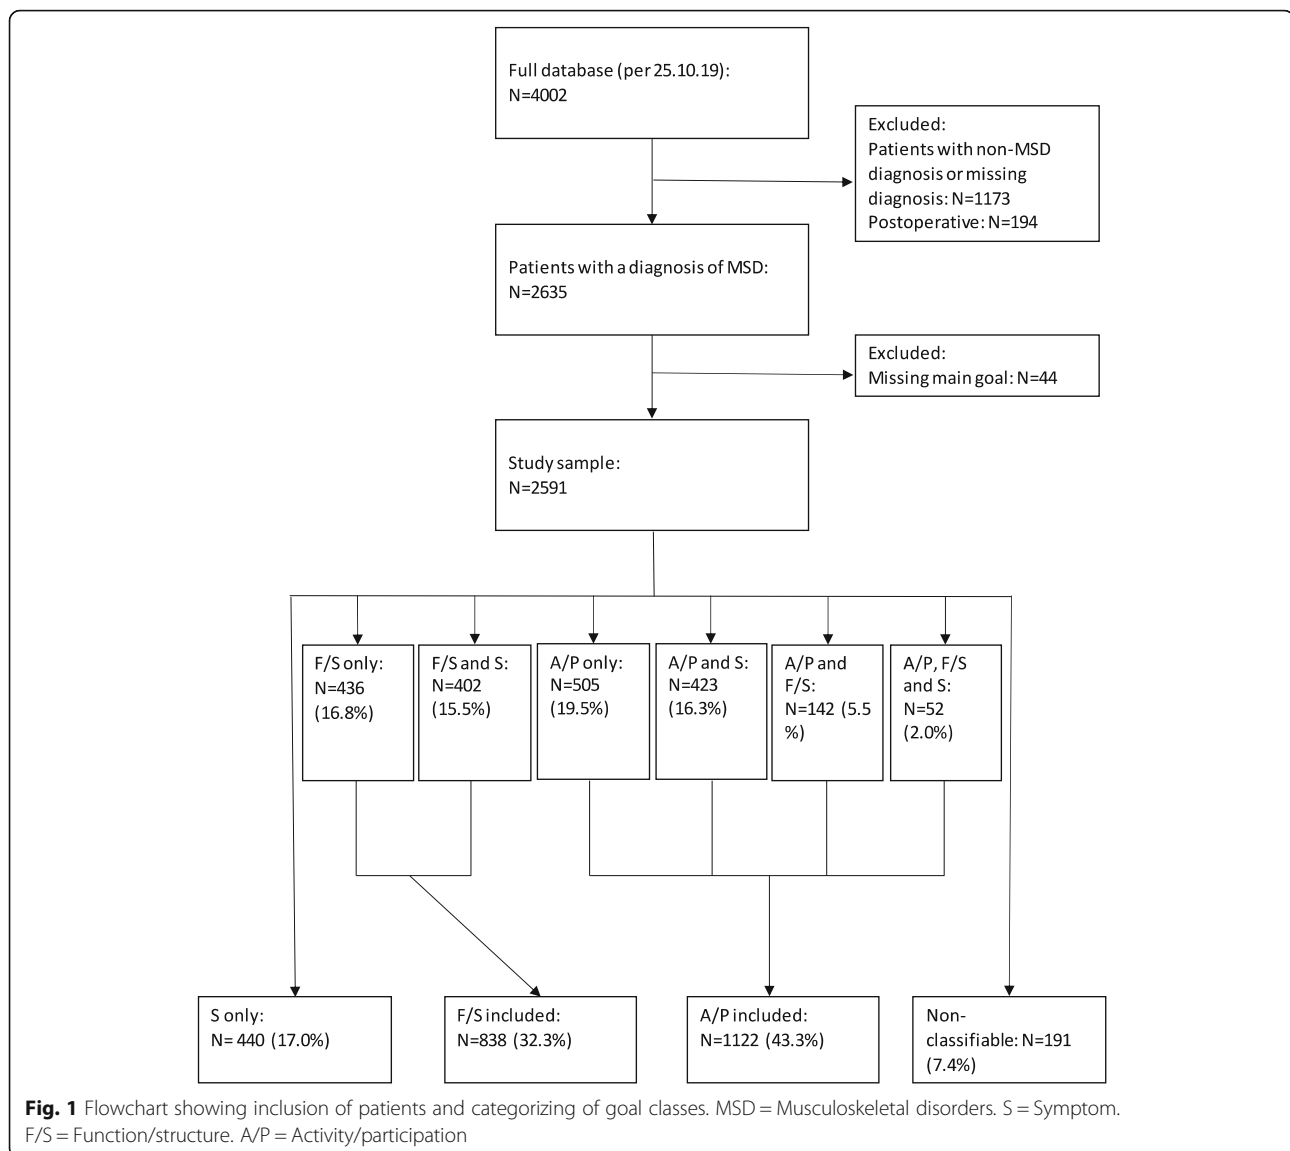 Full database (per 25.10.19):
N=4002
Excluded:
Patients with non-MSD
diagnosis or missing
diagnosis: N=1173
Postoperative: N=194
Patients with a diagnosis of MSD:
N=2635
Excluded:
Missing main goal: N=44
Study sample:
N=2591
F/S only:
N=436
(16.8%)
F/S and S:
N=402
(15.5%)
A/P only:
N=505
(19.5%)
A/P and S:
N=423
(16.3%)
A/P and
F/S:
N=142 (5.5
%)
A/P, F/S
and S:
N=52
(2.0%)
S only:
N= 440 (17.0%)
F/S included:
N=838 (32.3%)
A/P included:
N=1122 (43.3%)
Non-
classifiable: N=191
(7.4%)
Fig. 1 Flowchart showing inclusion of patients and categorizing of goal classes. MSD = Musculoskeletal disorders. S = Symptom.
F/S = Function/structure. A/P = Activity/participation